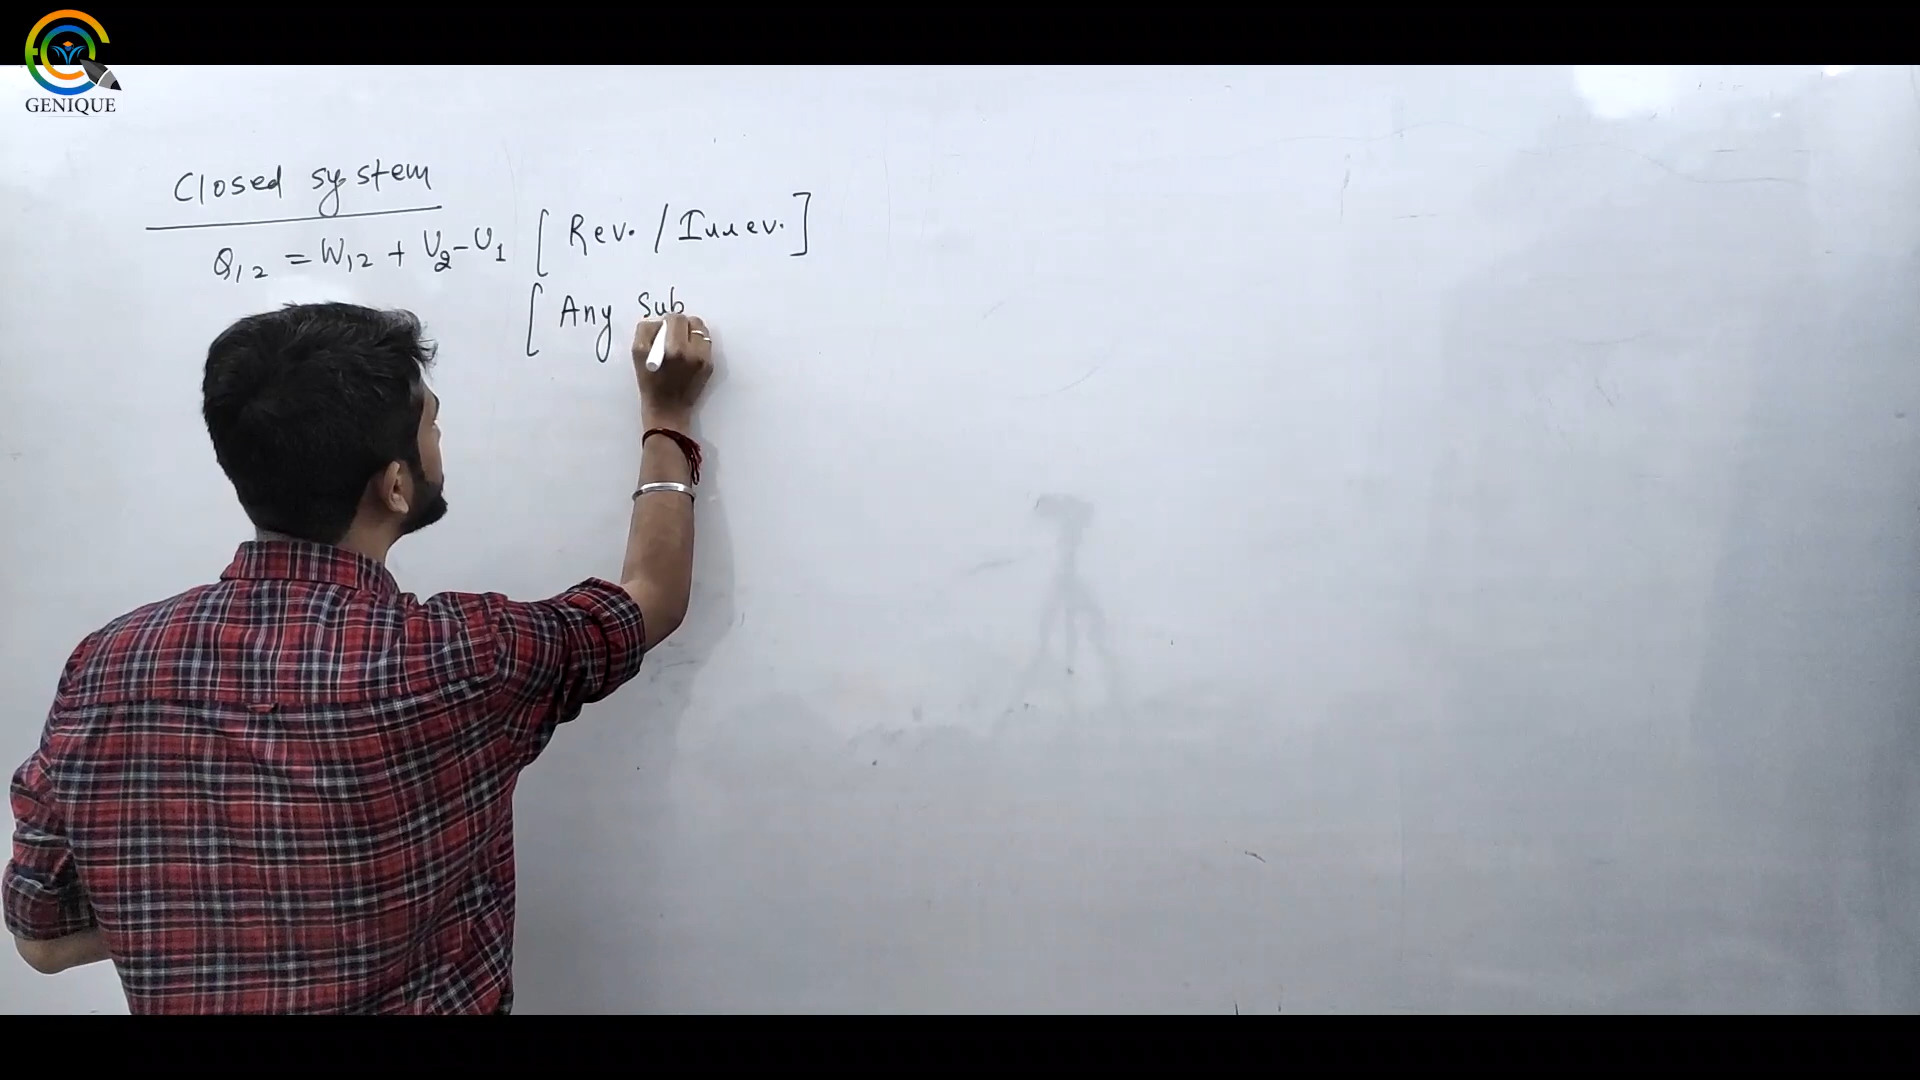 GENIQUE
Closed system
Q12 = W12 + U2-U1 [Rev. / Irrev.]
[Any Sub